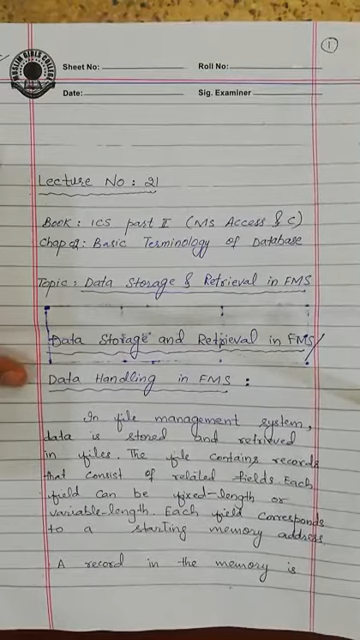 1
MUSLIM GIRLS COLLEGE
Sheet No: Roll No:
Date: Sig. Examiner
Lecture No : 21
Book : ICS part II (MS Access & C)
Chap 01: Basic Terminology of Database
Topic : Data Storage & Retrieval in FMS
Data Storage and Retrieval in FMS
Data Handling in FMS :
In file management system,
data is stored and retrieved
in files. The file contains records
that consist of related fields. Each
field can be fixed-length or
variable-length. Each field corresponds
to a starting memory address
A record in the memory is